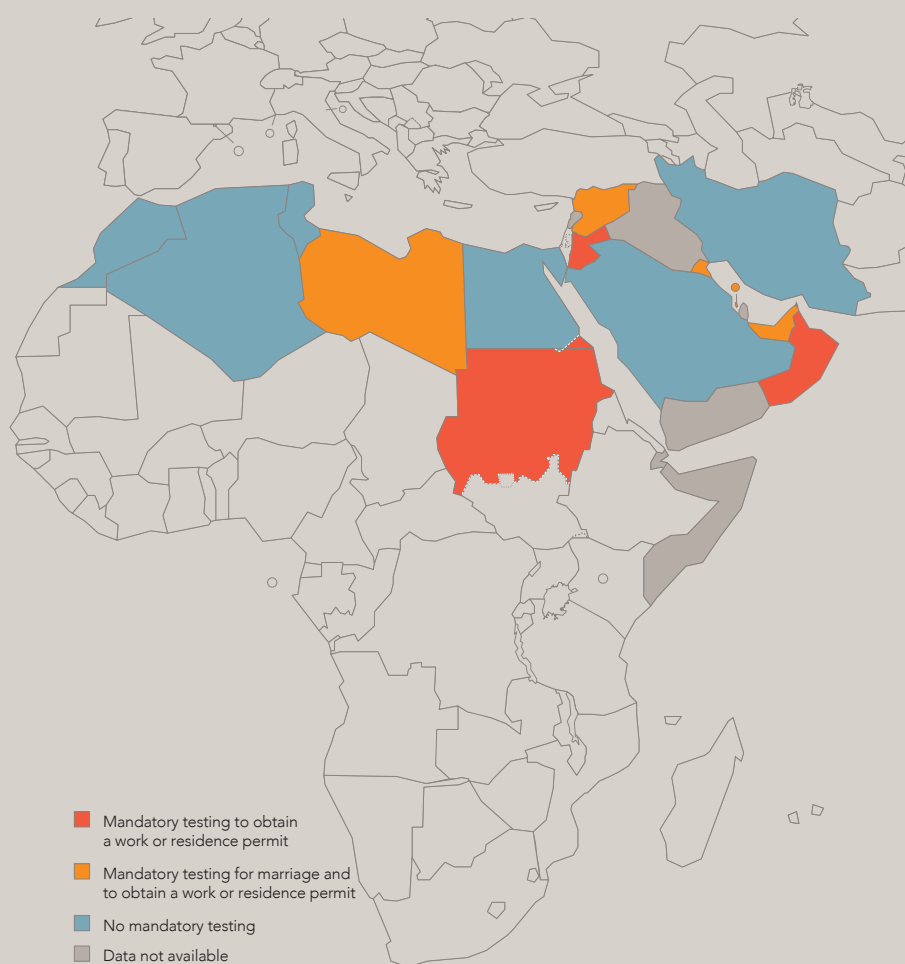 Mandatory testing to obtain
a work or residence permit
Mandatory testing for marriage and
to obtain a work or residence permit
No mandatory testing
Data not available